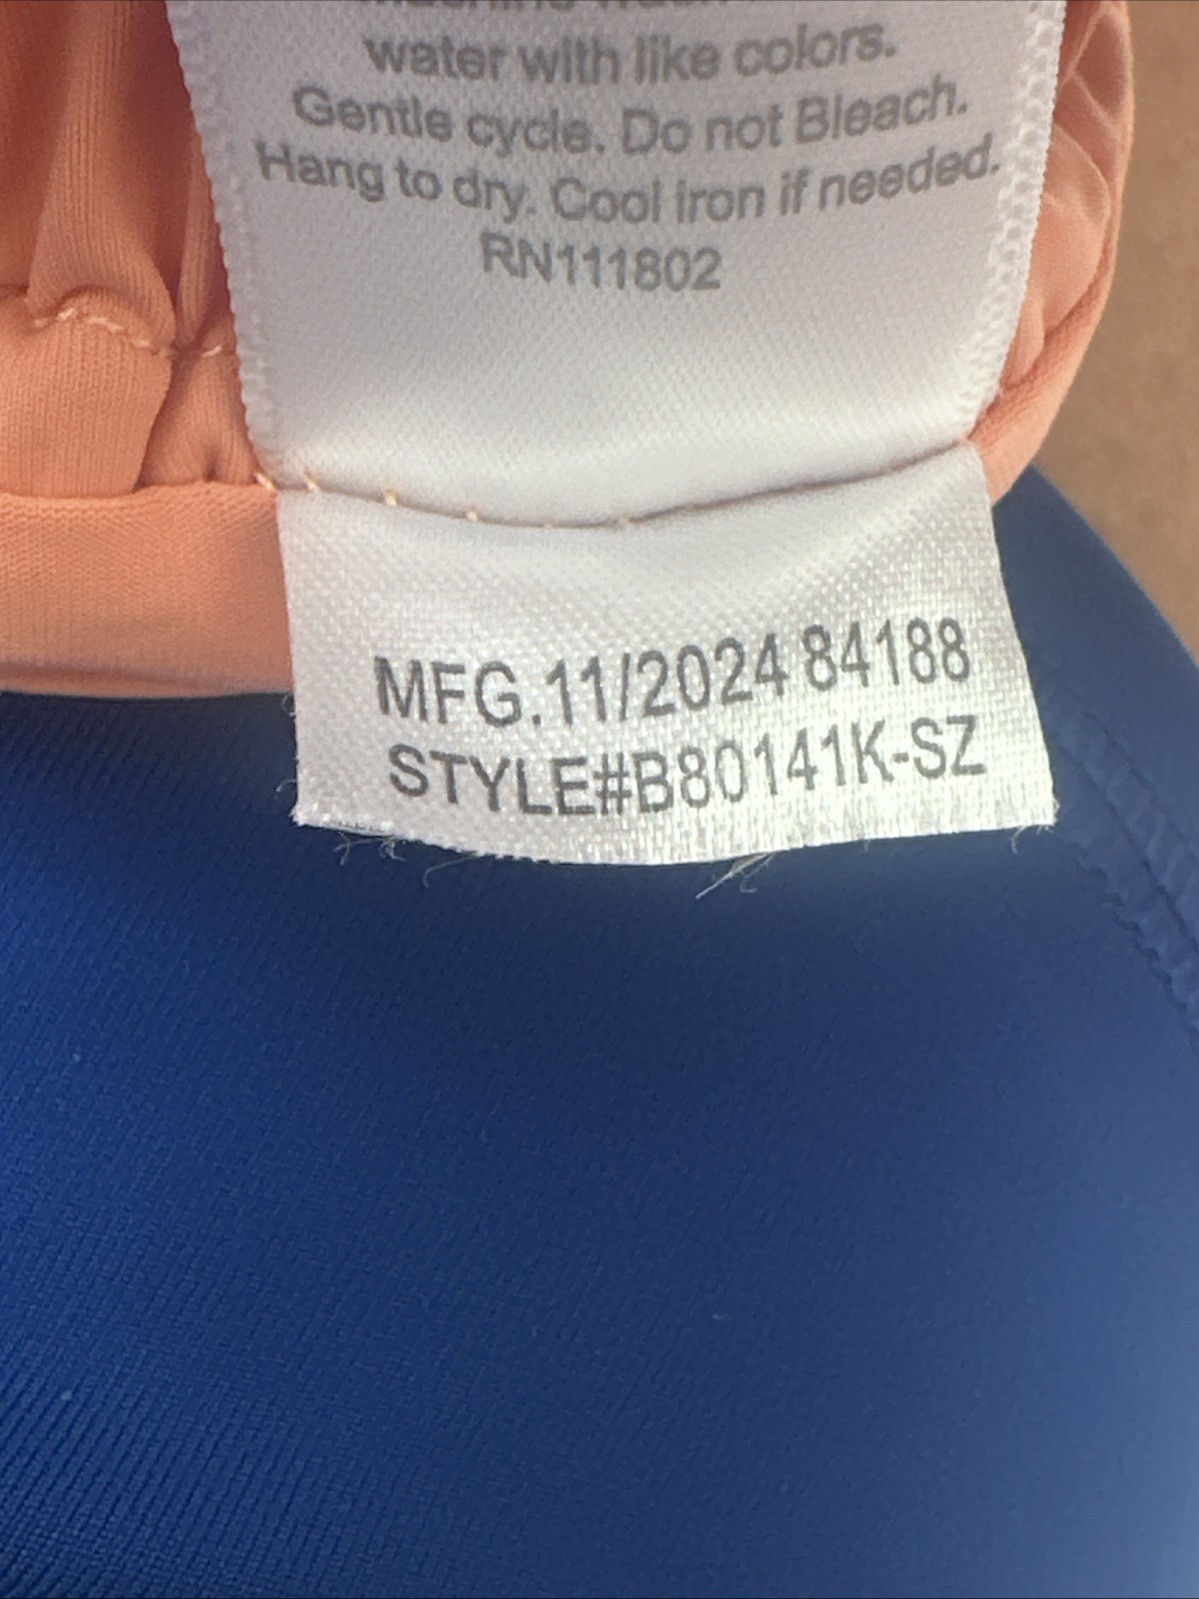 water with like colors.
Gentle cycle. Do not Bleach.
Hang to dry. Cool iron if needed.
RN111802
MFG.11/2024 84188
STYLE#B80141K-SZ